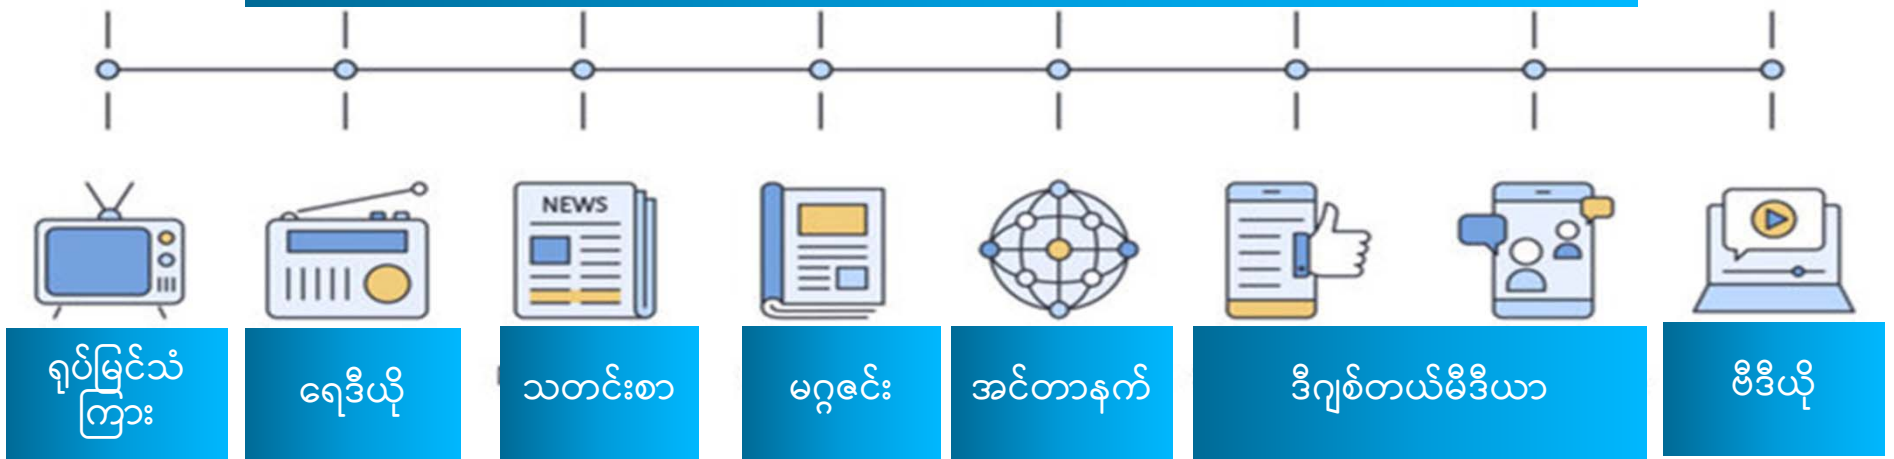 NEWS
ရုပ်မြင်သံ
ကြား
ရေဒီယို
သတင်းစာ
မဂ္ဂဇင်း
အင်တာနက်
ဒီဂျစ်တယ်မီဒီယာ
ဗီဒီယို